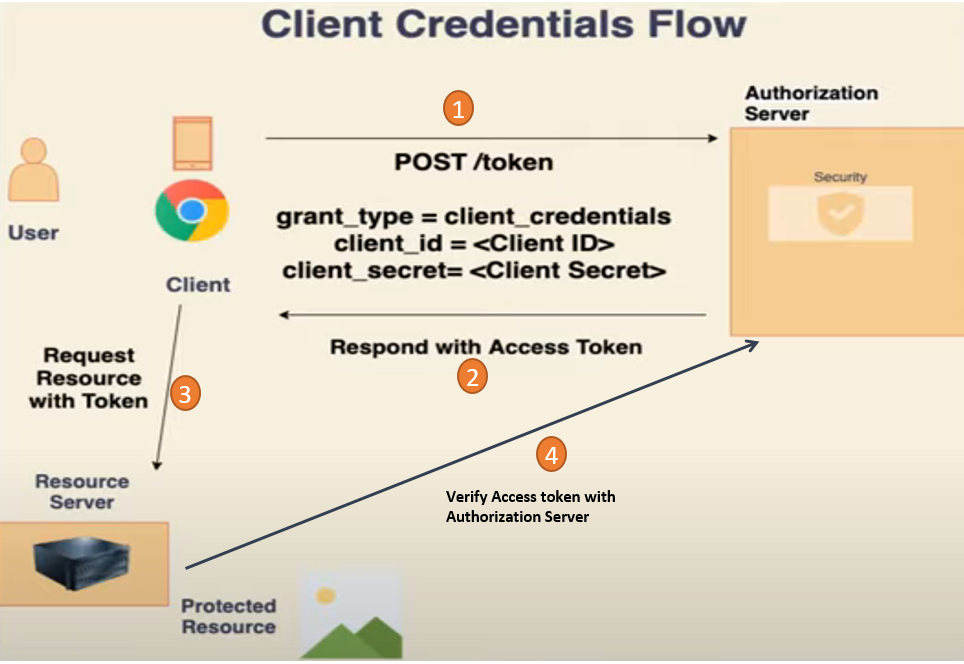 Client Credentials Flow
1
Authorization
Server
POST /token
Security
User
grant_type = client_credentials
client_id = <Client ID>
client_secret= <Client Secret>
Client
Respond with Access Token
2
Request
Resource
with Token
3
4
Resource
Server
Verify Access token with
Authorization Server
Protected
Resource